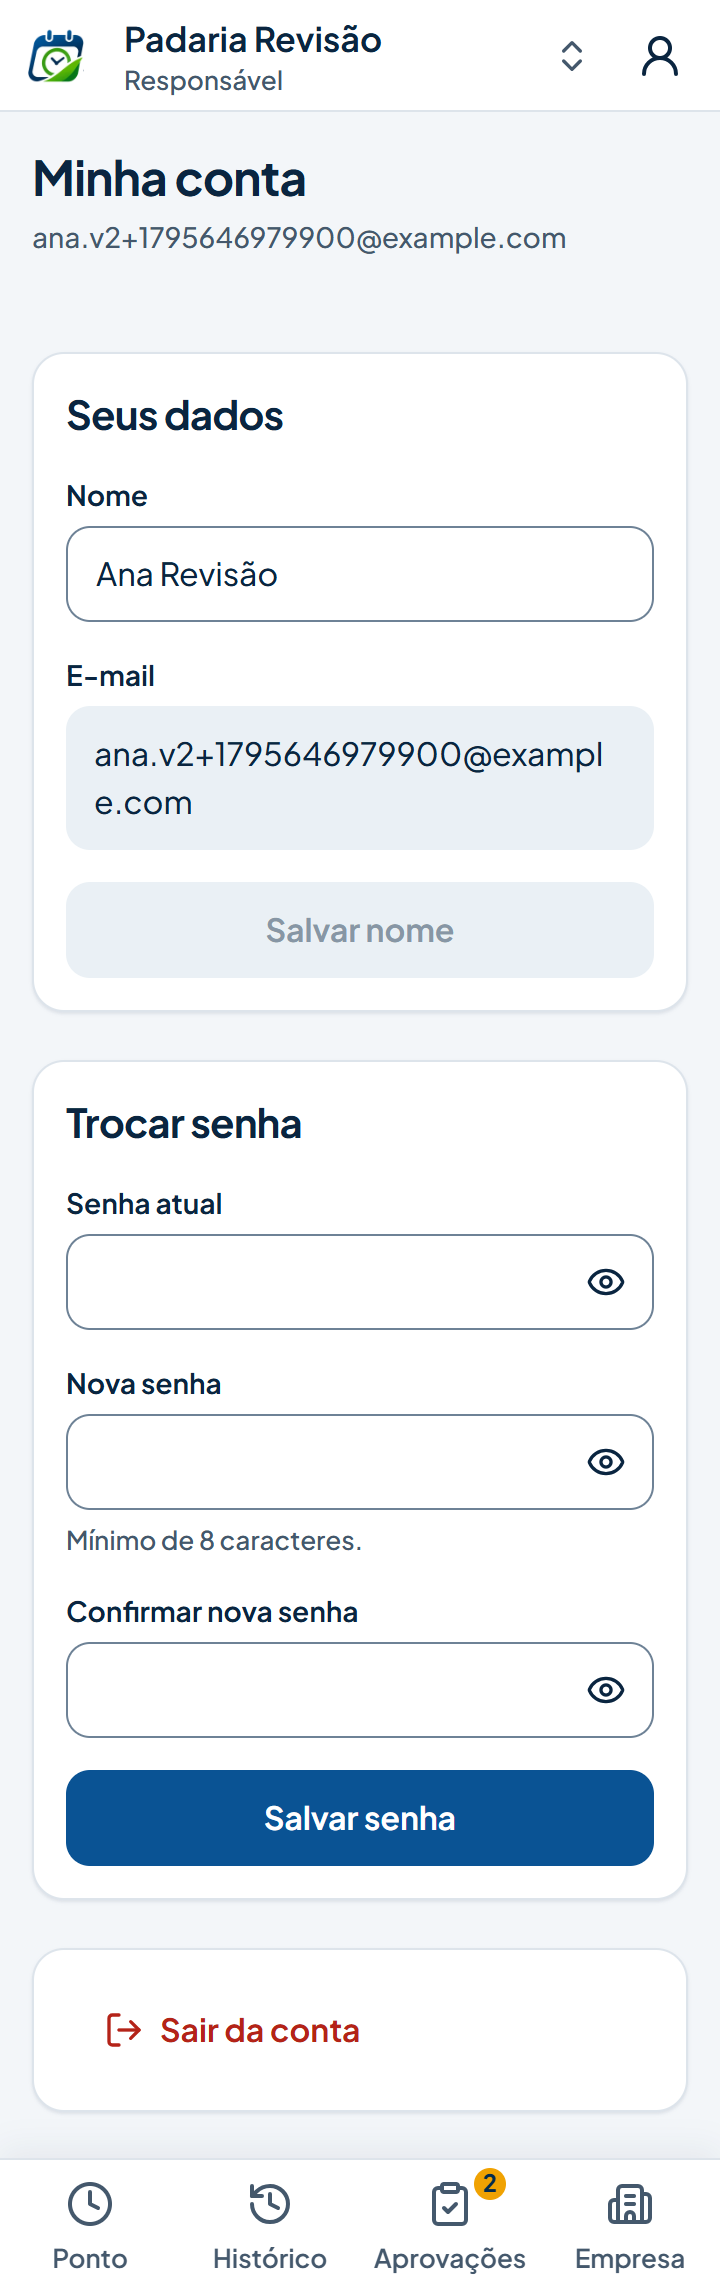 Padaria Revisão
Responsável
Minha conta
ana.v2+1795646979900@example.com
Seus dados
Nome
Ana Revisão
E-mail
ana.v2+1795646979900@exampl
e.com
Salvar nome
Trocar senha
Senha atual
Nova senha
Mínimo de 8 caracteres.
Confirmar nova senha
Salvar senha
Sair da conta
2
Ponto
Histórico
Aprovações
Empresa